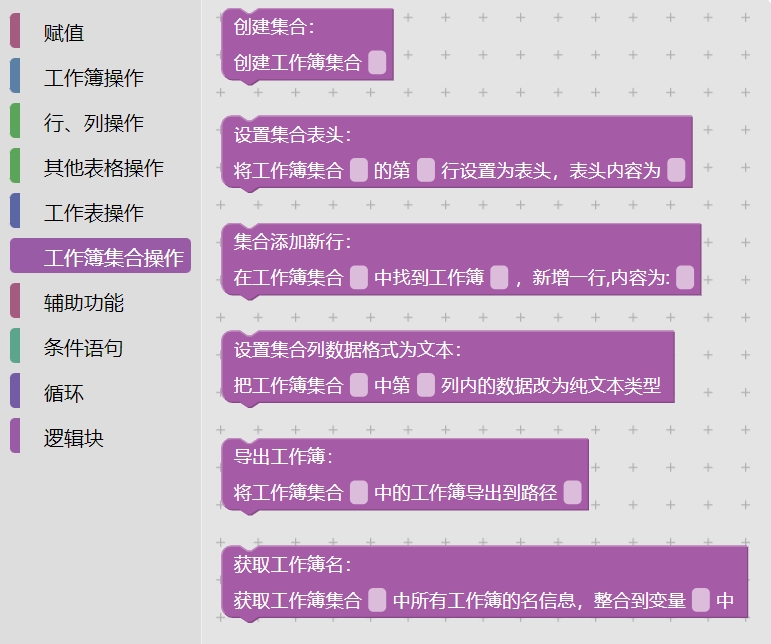 赋值
工作簿操作
行、列操作
其他表格操作
工作表操作
工作簿集合操作
辅助功能
条件语句
循环
逻辑块
创建集合：
创建工作簿集合
设置集合表头：
将工作簿集合 的第 行设置为表头，表头内容为
集合添加新行：
在工作簿集合 中找到工作簿 ，新增一行,内容为:
设置集合列数据格式为文本：
把工作簿集合 中第 列内的数据改为纯文本类型
导出工作簿：
将工作簿集合 中的工作簿导出到路径
获取工作簿名：
获取工作簿集合 中所有工作簿的名信息，整合到变量 中